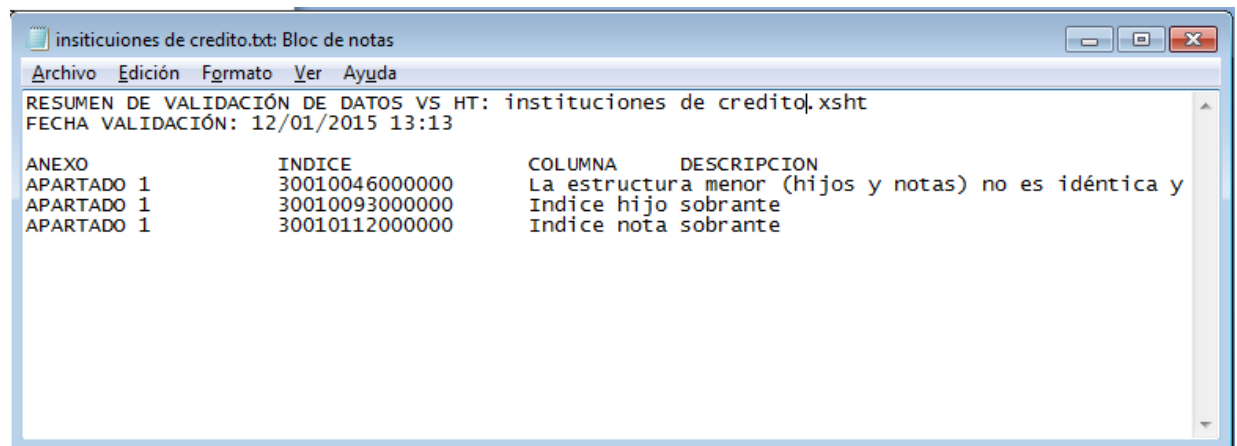 insiticuiones de credito.txt: Bloc de notas
Archivo Edición Formato Ver Ayuda
RESUMEN DE VALIDACIÓN DE DATOS VS HT: instituciones de credito.xsht
FECHA VALIDACIÓN: 12/01/2015 13:13
ANEXO INDICE COLUMNA DESCRIPCION
APARTADO 1 30010046000000 La estructura menor (hijos y notas) no es idéntica y
APARTADO 1 30010093000000 Indice hijo sobrante
APARTADO 1 30010112000000 Indice nota sobrante